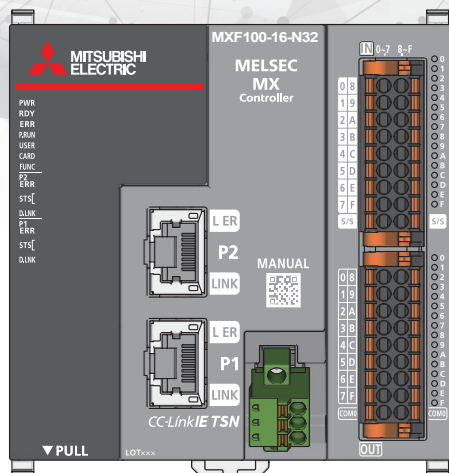 MITSUBISHI
ELECTRIC
MXF100-16-N32
MELSEC
MX
Controller
PWR
RDY
ERR
P.RUN
USER
CARD
FUNC
P2
ERR
STS[
D.LNK
P1
ERR
STS[
D.LNK
L ER
P2
LINK
L ER
P1
LINK
CC-Link IE TSN
MANUAL
▼PULL
LOT×××
IN 0~7 8~F
0 8
1 9
2 A
3 B
4 C
5 D
6 E
7 F
S/S
0
1
2
3
4
5
6
7
8
9
A
B
C
D
E
F
S/S
0 8
1 9
2 A
3 B
4 C
5 D
6 E
7 F
COM0
0
1
2
3
4
5
6
7
8
9
A
B
C
D
E
F
COM0
OUT